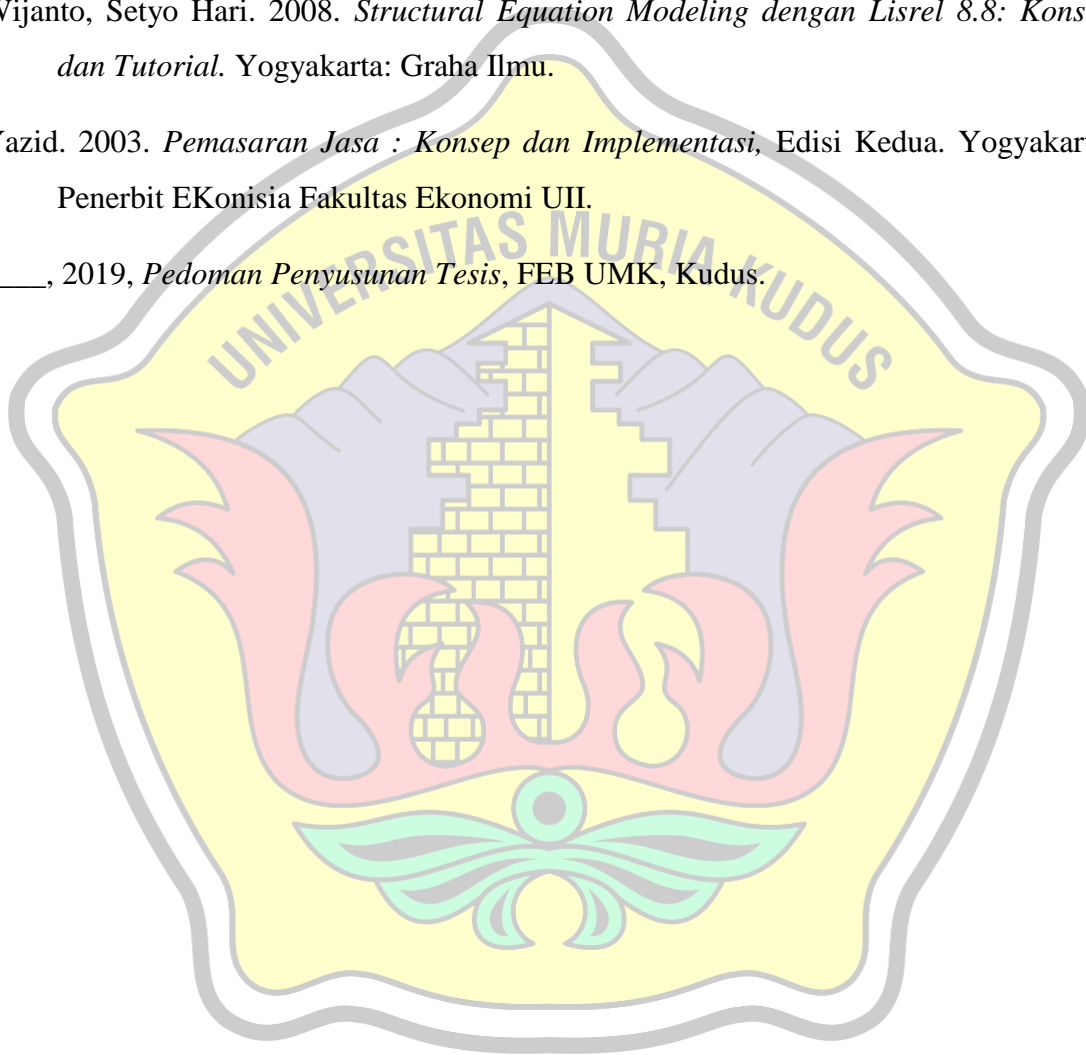 Wijanto, Setyo Hari. 2008. Structural Equation Modeling dengan Lisrel 8.8: Kons
dan Tutorial. Yogyakarta: Graha Ilmu.
Yazid. 2003. Pemasaran Jasa : Konsep dan Implementasi, Edisi Kedua. Yogyakart
Penerbit EKonisia Fakultas Ekonomi UII.
____, 2019, Pedoman Penyusunan Tesis, FEB UMK, Kudus.
UNIVERSITAS MURIA KUDUS